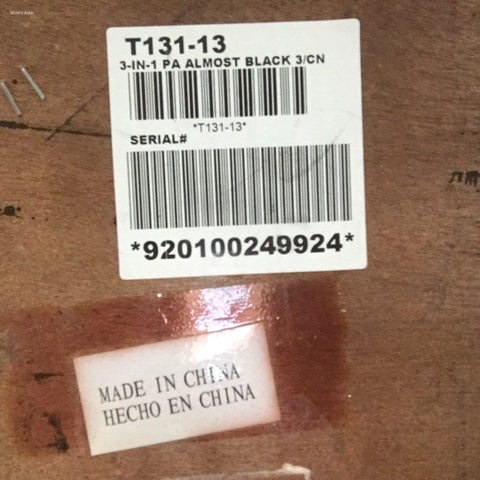 T131-13
3-IN-1 PA ALMOST BLACK 3/CN
*T131-13*
SERIAL#
*920100249924*
MADE IN CHINA
HECHO EN CHINA